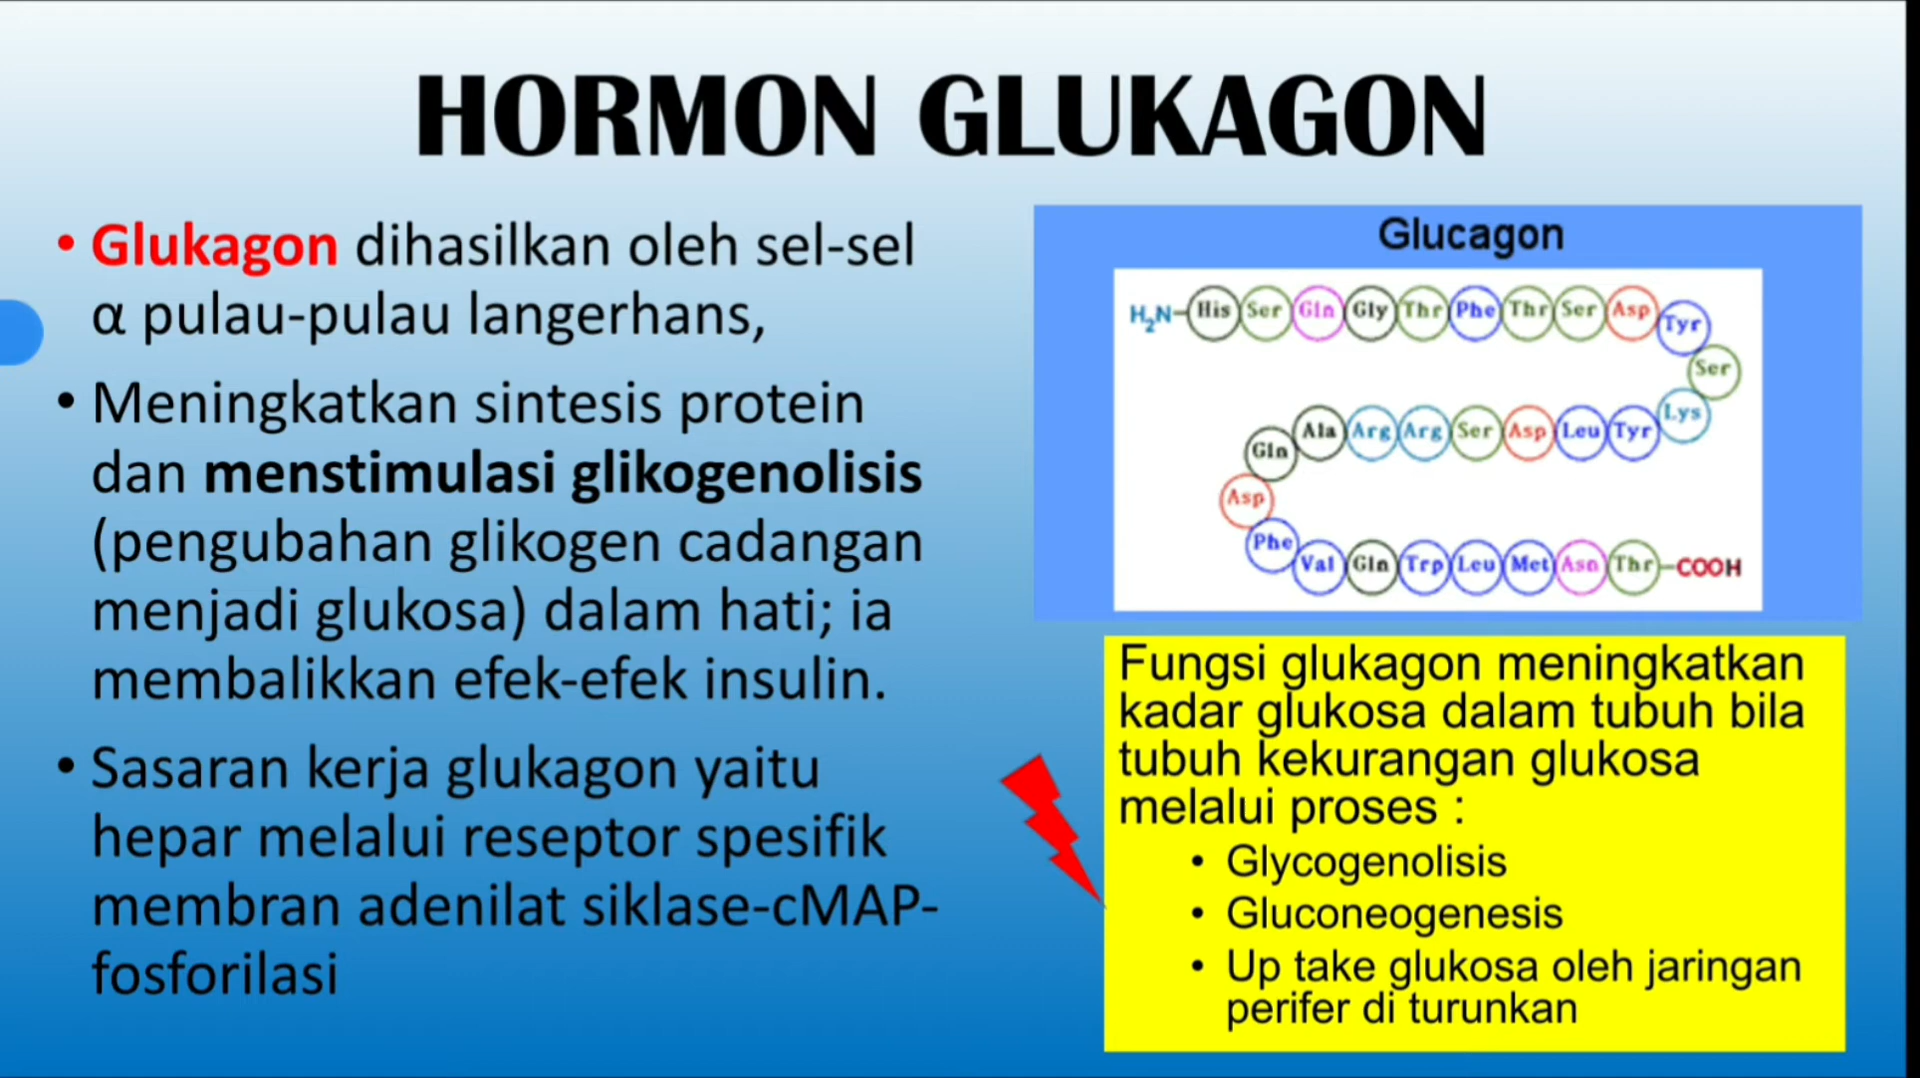 HORMON GLUKAGON
• Glukagon dihasilkan oleh sel-sel
α pulau-pulau langerhans,
• Meningkatkan sintesis protein
dan menstimulasi glikogenolisis
(pengubahan glikogen cadangan
menjadi glukosa) dalam hati; ia
membalikkan efek-efek insulin.
• Sasaran kerja glukagon yaitu
hepar melalui reseptor spesifik
membran adenilat siklase-cMAP-
fosforilasi
Glucagon
H₂N-His Ser Gln Gly Thr Phe Thr Ser Asp
Tyr
Ser
Lys
Tyr Leu Asp Ser Arg Arg Ala
Gln
Asp
Phe
Val Gln Trp Leu Met Asn Thr-COOH
Fungsi glukagon meningkatkan
kadar glukosa dalam tubuh bila
tubuh kekurangan glukosa
melalui proses :
• Glycogenolisis
• Gluconeogenesis
• Up take glukosa oleh jaringan
perifer di turunkan